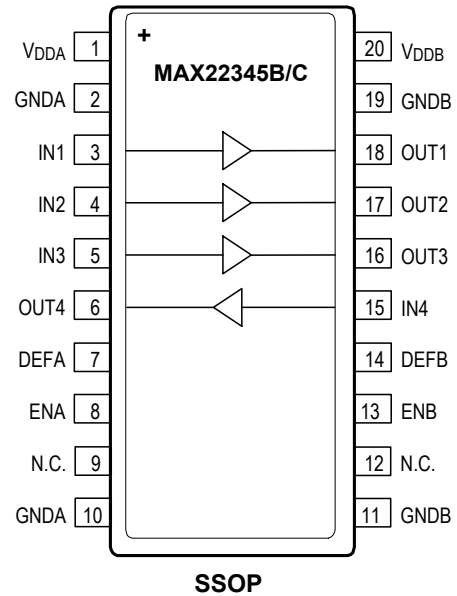 +
MAX22345B/C
VDDA 1 20 VDDB
GNDA 2 19 GNDB
IN1 3 18 OUT1
IN2 4 17 OUT2
IN3 5 16 OUT3
OUT4 6 15 IN4
DEFA 7 14 DEFB
ENA 8 13 ENB
N.C. 9 12 N.C.
GNDA 10 11 GNDB
SSOP